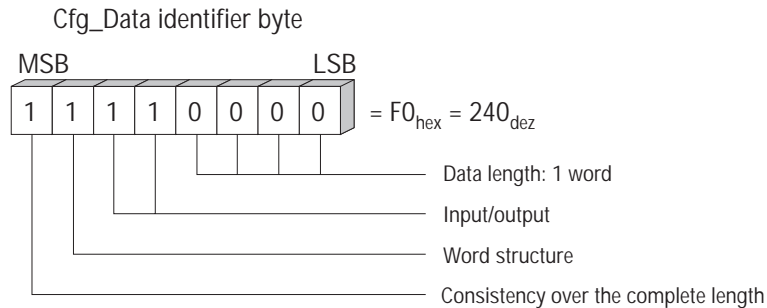 Cfg_Data identifier byte
MSB LSB
1 1 1 1 0 0 0 0 = F0hex = 240dez
Data length: 1 word
Input/output
Word structure
Consistency over the complete length